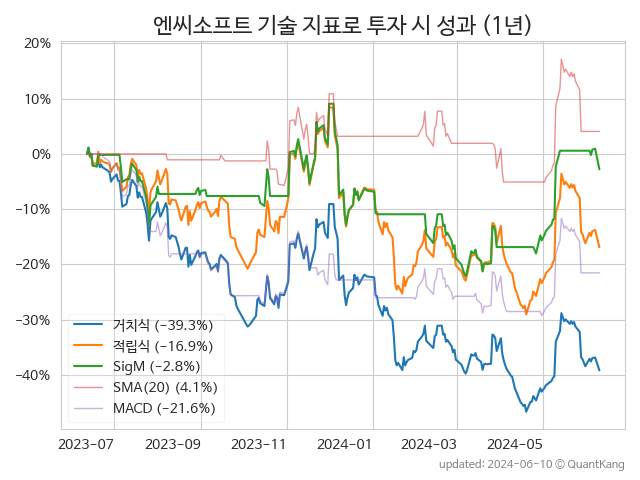 엔씨소프트 기술 지표로 투자 시 성과 (1년)
20%
10%
0%
−10%
−20%
−30%
−40%
거치식 (−39.3%)
적립식 (−16.9%)
SigM (−2.8%)
SMA(20) (4.1%)
MACD (−21.6%)
2023−07 2023−09 2023−11 2024−01 2024−03 2024−05
updated: 2024−06−10 © QuantKang